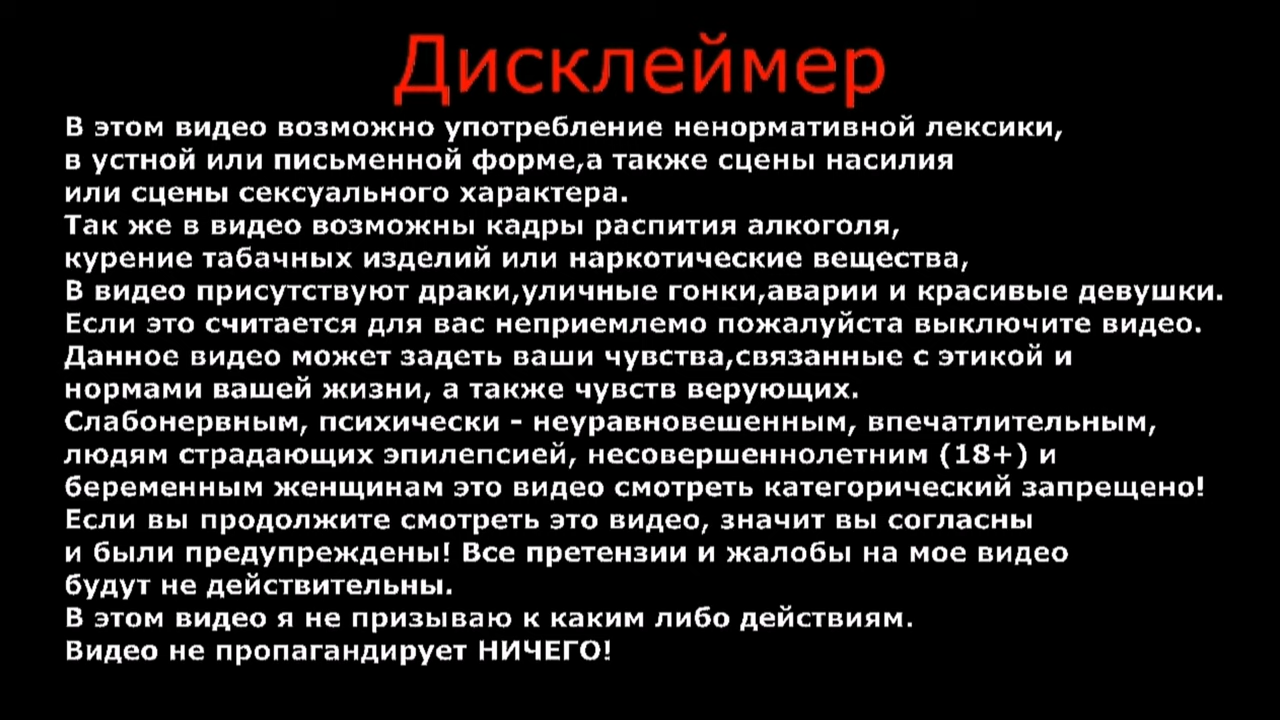 Дисклеймер
В этом видео возможно употребление ненормативной лексики,
в устной или письменной форме,а также сцены насилия
или сцены сексуального характера.
Так же в видео возможны кадры распития алкоголя,
курение табачных изделий или наркотические вещества,
В видео присутствуют драки,уличные гонки,аварии и красивые девушки.
Если это считается для вас неприемлемо пожалуйста выключите видео.
Данное видео может задеть ваши чувства,связанные с этикой и
нормами вашей жизни, а также чувств верующих.
Слабонервным, психически - неуравновешенным, впечатлительным,
людям страдающих эпилепсией, несовершеннолетним (18+) и
беременным женщинам это видео смотреть категорический запрещено!
Если вы продолжите смотреть это видео, значит вы согласны
и были предупреждены! Все претензии и жалобы на мое видео
будут не действительны.
В этом видео я не призываю к каким либо действиям.
Видео не пропагандирует НИЧЕГО!